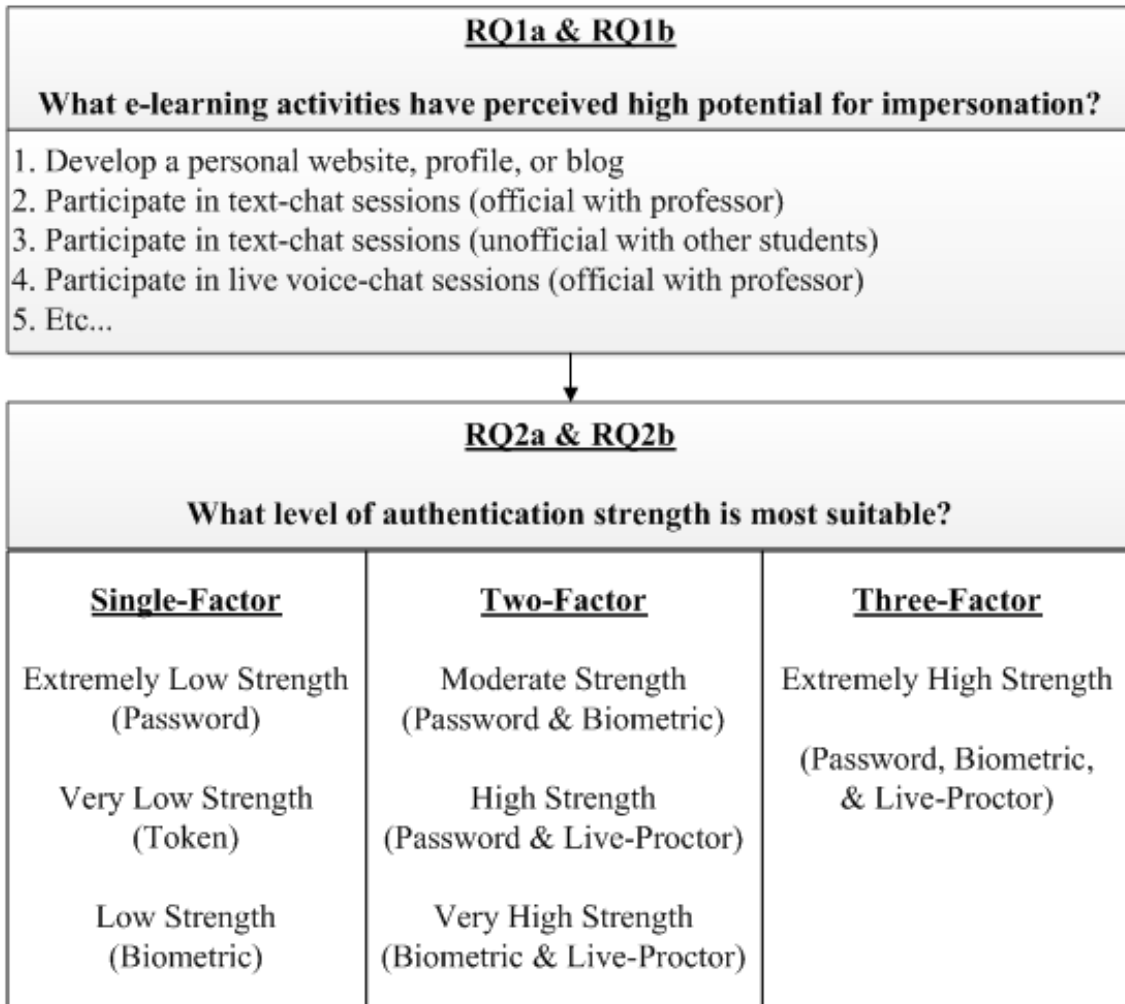 RQ1a & RQ1b
What e-learning activities have perceived high potential for impersonation?
1. Develop a personal website, profile, or blog
2. Participate in text-chat sessions (official with professor)
3. Participate in text-chat sessions (unofficial with other students)
4. Participate in live voice-chat sessions (official with professor)
5. Etc...
RQ2a & RQ2b
What level of authentication strength is most suitable?
Single-Factor
Extremely Low Strength
(Password)
Very Low Strength
(Token)
Low Strength
(Biometric)
Two-Factor
Moderate Strength
(Password & Biometric)
High Strength
(Password & Live-Proctor)
Very High Strength
(Biometric & Live-Proctor)
Three-Factor
Extremely High Strength
(Password, Biometric,
& Live-Proctor)